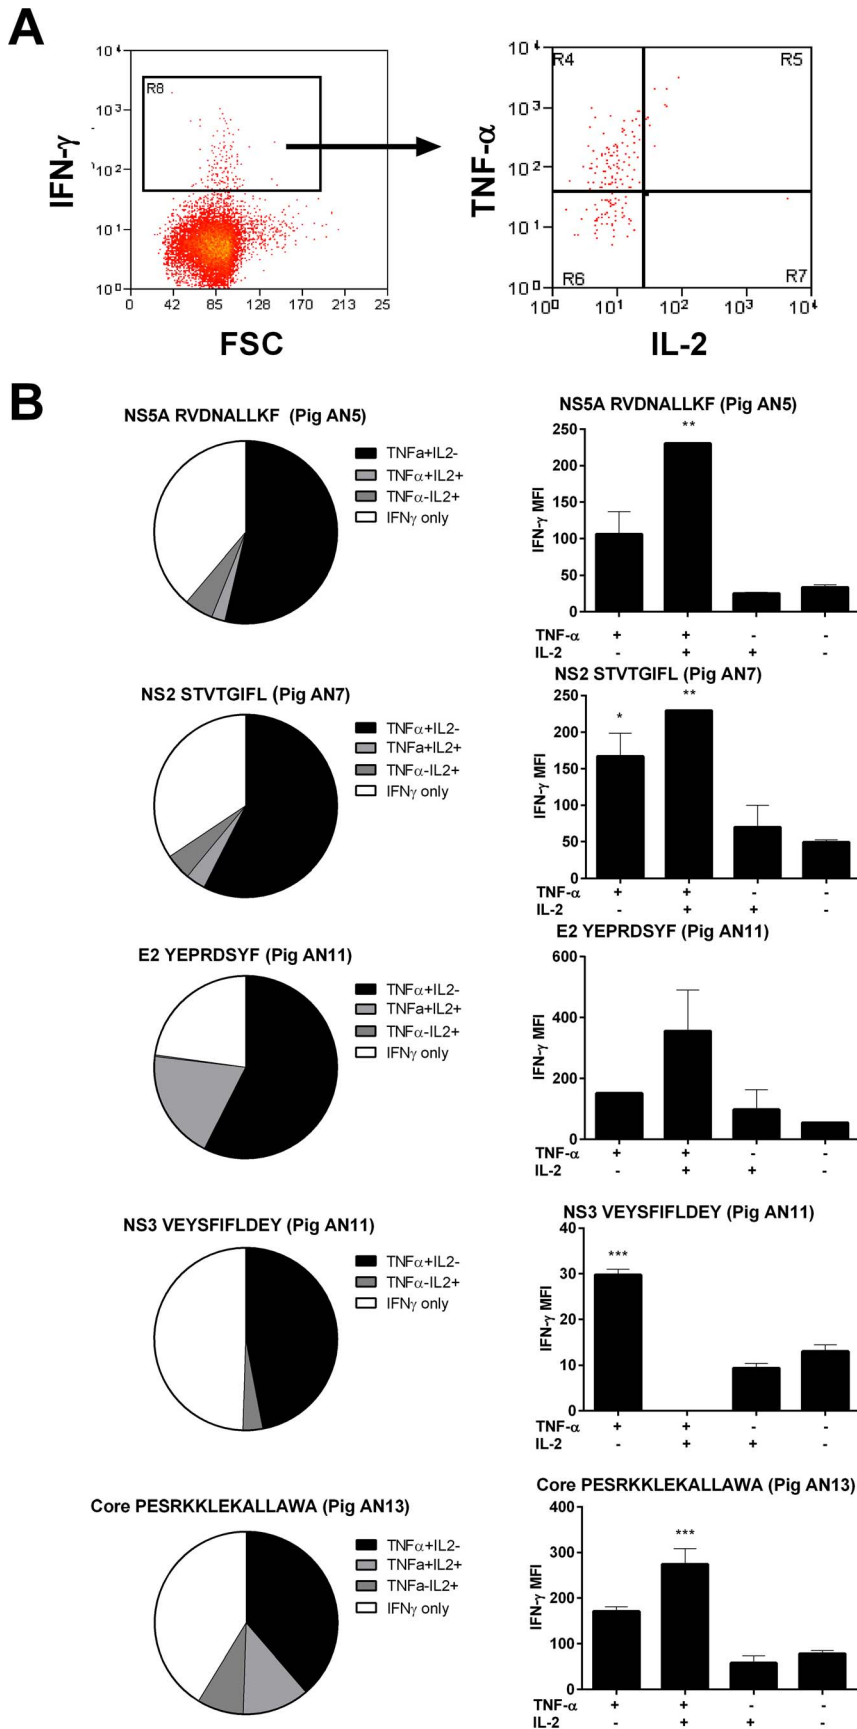 A
IFN-γ
10⁴
10³
10²
10¹
10⁰
R8
0 42 85 128 170 213 25
FSC
TNF-α
10⁴
10³
10²
10¹
10⁰
R4 R5
R6 R7
10⁰ 10¹ 10² 10³ 10⁴
IL-2
B
NS5A RVDNALLKF (Pig AN5)
TNFa+IL2-
TNFα+IL2+
TNFα-IL2+
IFNγ only
NS5A RVDNALLKF (Pig AN5)
IFN-γ MFI
250
200
150
100
50
0
**
TNF-α + + - -
IL-2 - + + -
NS2 STVTGIFL (Pig AN7)
TNFα+IL2-
TNFa+IL2+
TNFα-IL2+
IFNγ only
NS2 STVTGIFL (Pig AN7)
IFN-γ MFI
250
200
150
100
50
0
* **
TNF-α + + - -
IL-2 - + + -
E2 YEPRDSYF (Pig AN11)
TNFα+IL2-
TNFa+IL2+
TNFα-IL2+
IFNγ only
E2 YEPRDSYF (Pig AN11)
IFN-γ MFI
600
400
200
0
TNF-α + + - -
IL-2 - + + -
NS3 VEYSFIFLDEY (Pig AN11)
TNFα+IL2-
TNFα-IL2+
IFNγ only
NS3 VEYSFIFLDEY (Pig AN11)
IFN-γ MFI
40
30
20
10
0
***
TNF-α + + - -
IL-2 - + + -
Core PESRKKLEKALLAWA (Pig AN13)
TNFα+IL2-
TNFa+IL2+
TNFa-IL2+
IFNγ only
Core PESRKKLEKALLAWA (Pig AN13)
IFN-γ MFI
400
300
200
100
0
***
TNF-α + + - -
IL-2 - + + -